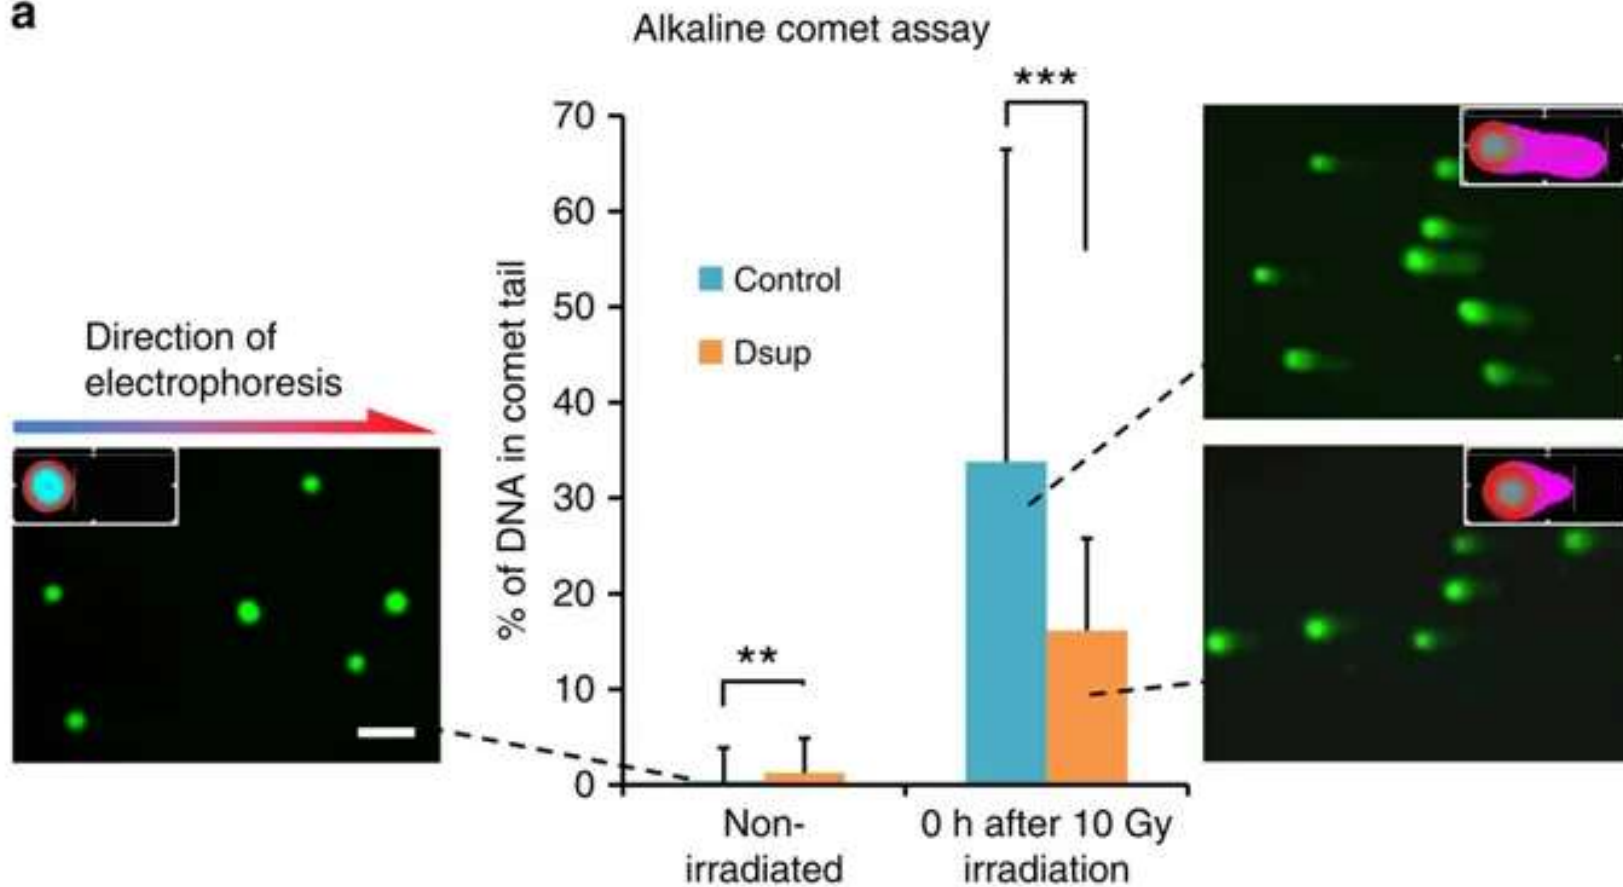 a
Alkaline comet assay
Direction of
electrophoresis
% of DNA in comet tail
70
60
50
40
30
20
10
0
Control
Dsup
**
***
Non-
irradiated
0 h after 10 Gy
irradiation